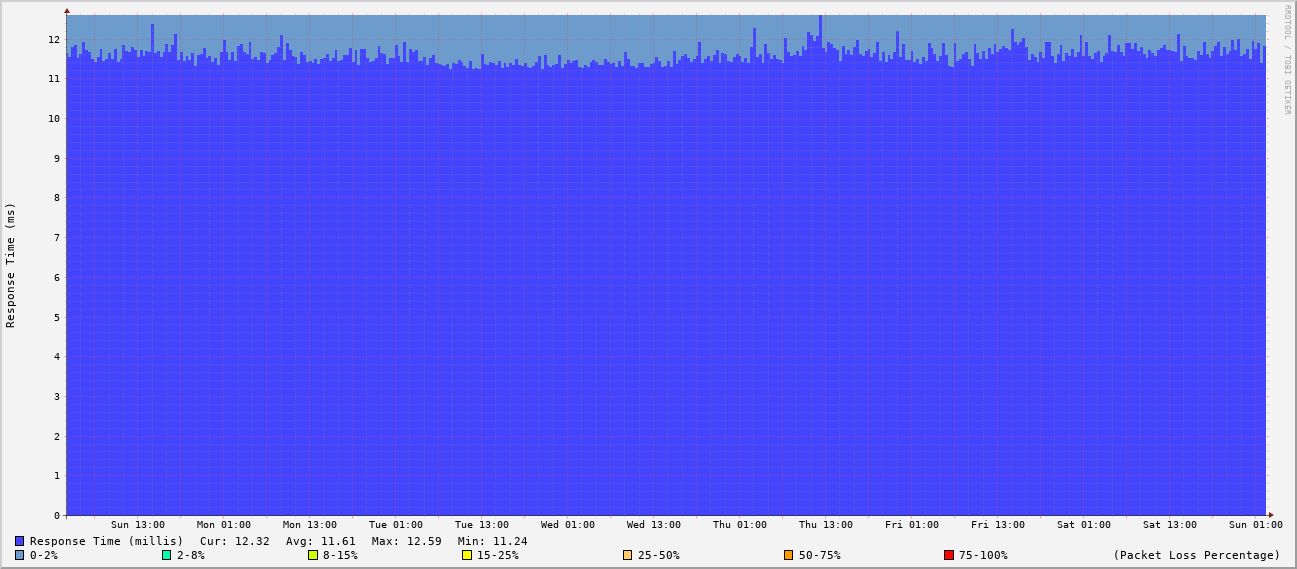 RRDTOOL / TOBI OETIKER
Response Time (ms)
12
11
10
9
8
7
6
5
4
3
2
1
0
Sun 13:00 Mon 01:00 Mon 13:00 Tue 01:00 Tue 13:00 Wed 01:00 Wed 13:00 Thu 01:00 Thu 13:00 Fri 01:00 Fri 13:00 Sat 01:00 Sat 13:00 Sun 01:00
Response Time (millis) Cur: 12.32 Avg: 11.61 Max: 12.59 Min: 11.24
0-2% 2-8% 8-15% 15-25% 25-50% 50-75% 75-100% (Packet Loss Percentage)